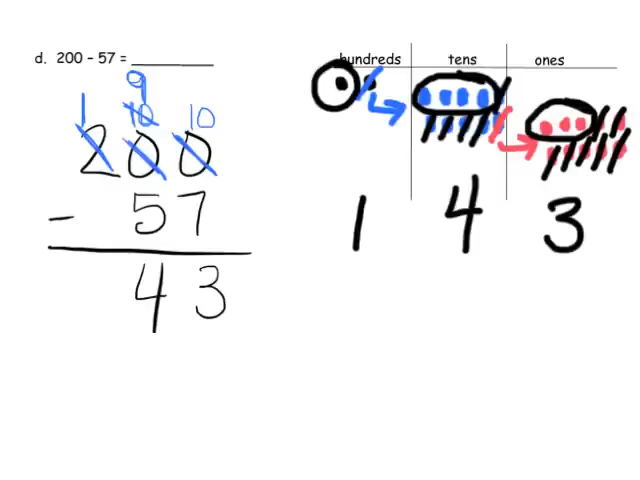 d. 200 – 57 = ________
hundreds tens ones
9
1 10 10
200
- 57
43
1 4 3